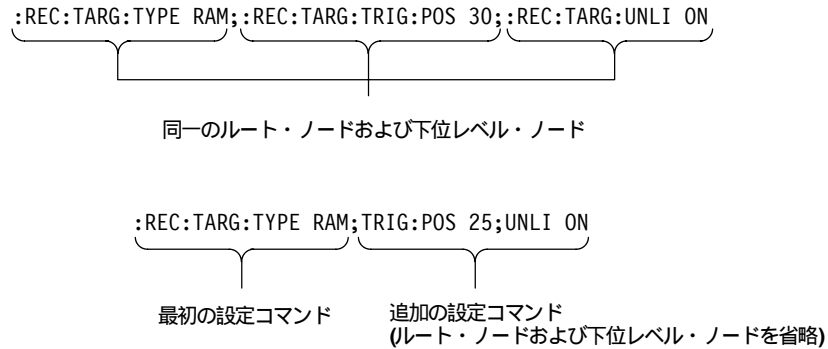 :REC:TARG:TYPE RAM;:REC:TARG:TRIG:POS 30;:REC:TARG:UNLI ON
同一のルート・ノードおよび下位レベル・ノード
:REC:TARG:TYPE RAM;TRIG:POS 25;UNLI ON
最初の設定コマンド
追加の設定コマンド
(ルート・ノードおよび下位レベル・ノードを省略)